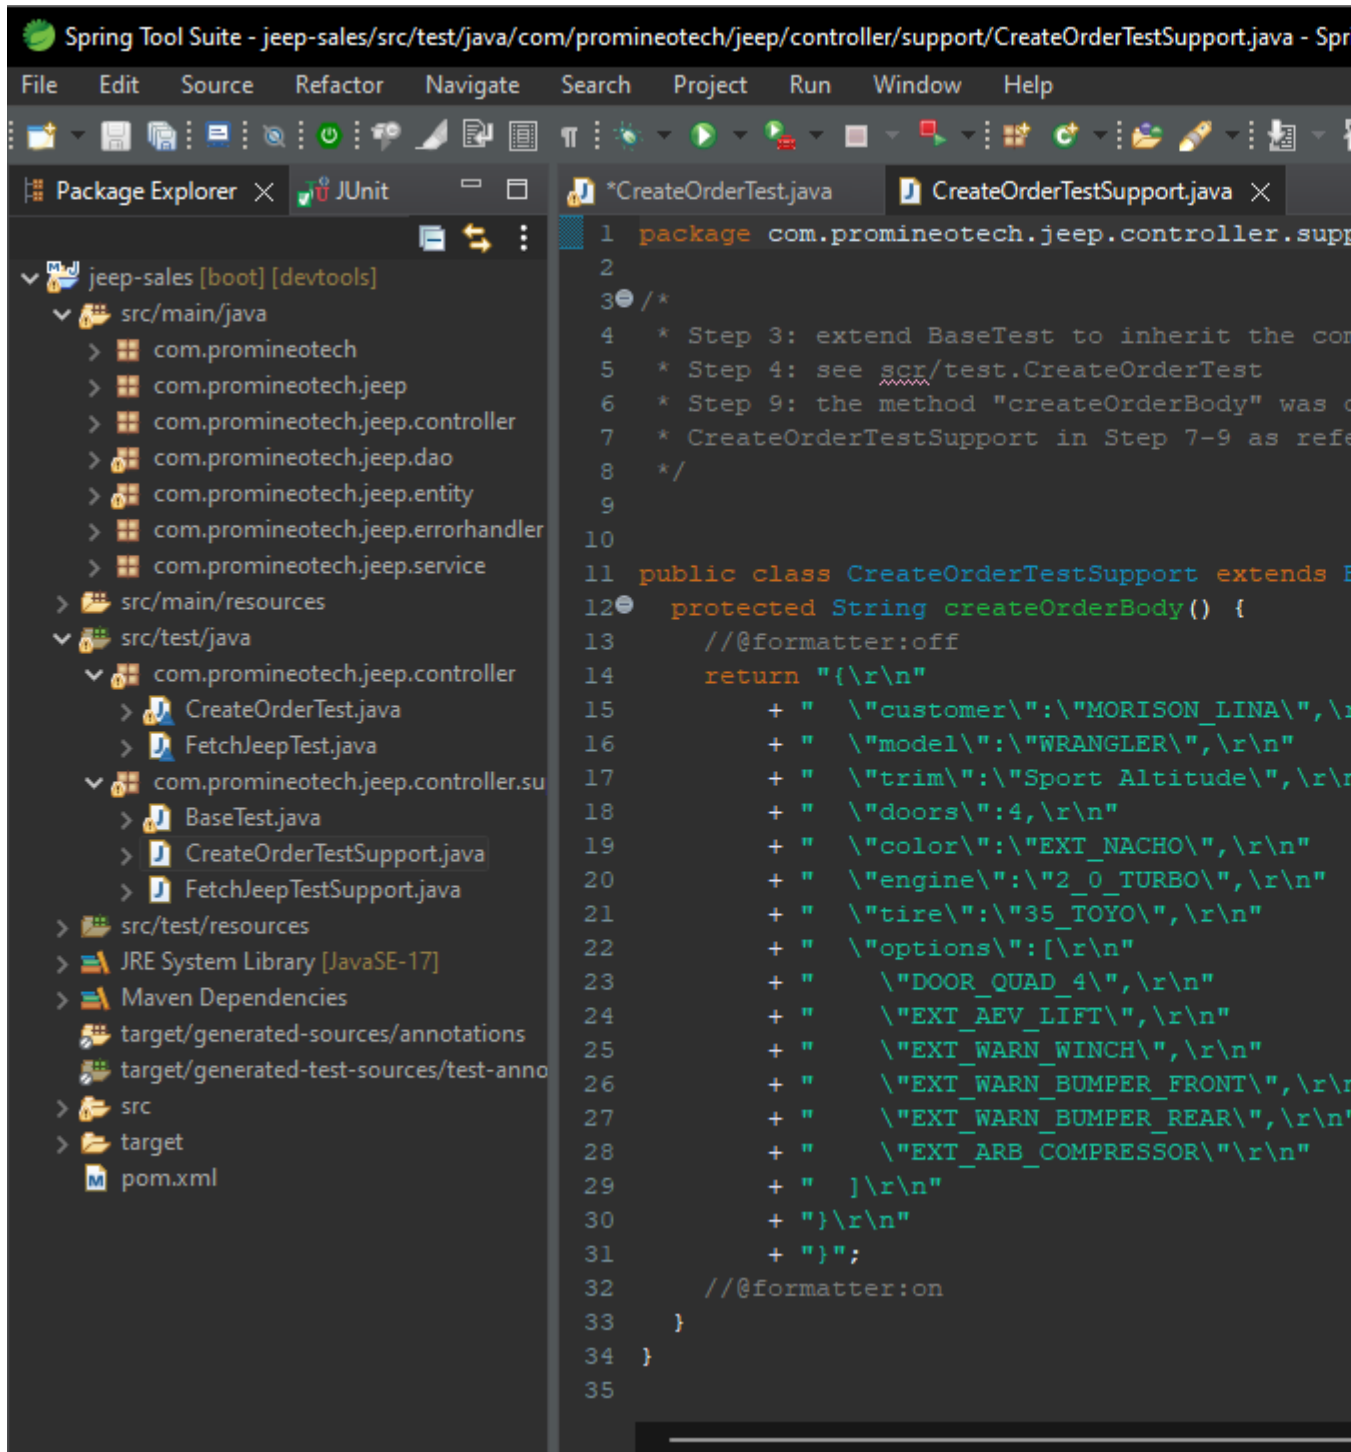 Spring Tool Suite - jeep-sales/src/test/java/com/promineotech/jeep/controller/support/CreateOrderTestSupport.java - Spr
File Edit Source Refactor Navigate Search Project Run Window Help
Package Explorer JUnit
*CreateOrderTest.java CreateOrderTestSupport.java
jeep-sales [boot] [devtools]
src/main/java
com.promineotech
com.promineotech.jeep
com.promineotech.jeep.controller
com.promineotech.jeep.dao
com.promineotech.jeep.entity
com.promineotech.jeep.errorhandler
com.promineotech.jeep.service
src/main/resources
src/test/java
com.promineotech.jeep.controller
CreateOrderTest.java
FetchJeepTest.java
com.promineotech.jeep.controller.su
BaseTest.java
CreateOrderTestSupport.java
FetchJeepTestSupport.java
src/test/resources
JRE System Library [JavaSE-17]
Maven Dependencies
target/generated-sources/annotations
target/generated-test-sources/test-anno
src
target
pom.xml
1 package com.promineotech.jeep.controller.supp
2
3 /*
4 * Step 3: extend BaseTest to inherit the com
5 * Step 4: see scr/test.CreateOrderTest
6 * Step 9: the method "createOrderBody" was c
7 * CreateOrderTestSupport in Step 7-9 as refe
8 */
9
10
11 public class CreateOrderTestSupport extends B
12 protected String createOrderBody() {
13 //@formatter:off
14 return "{\r\n"
15 + "  \"customer\":\"MORISON_LINA\",\r
16 + "  \"model\":\"WRANGLER\",\r\n"
17 + "  \"trim\":\"Sport Altitude\",\r\n
18 + "  \"doors\":4,\r\n"
19 + "  \"color\":\"EXT_NACHO\",\r\n"
20 + "  \"engine\":\"2_0_TURBO\",\r\n"
21 + "  \"tire\":\"35_TOYO\",\r\n"
22 + "  \"options\":[\r\n"
23 + "    \"DOOR_QUAD_4\",\r\n"
24 + "    \"EXT_AEV_LIFT\",\r\n"
25 + "    \"EXT_WARN_WINCH\",\r\n"
26 + "    \"EXT_WARN_BUMPER_FRONT\",\r\n
27 + "    \"EXT_WARN_BUMPER_REAR\",\r\n"
28 + "    \"EXT_ARB_COMPRESSOR\"\r\n"
29 + "  ]\r\n"
30 + "}\r\n"
31 + "}";
32 //@formatter:on
33 }
34 }
35